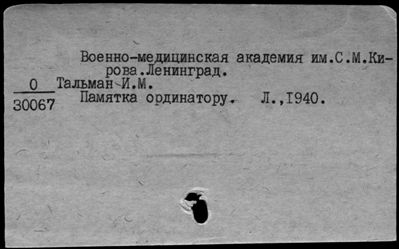 Военно-медицинская академия им.С.М.Ки-
рова.Ленинград.
0 Тальман И.М.
30067 Памятка ординатору. Л.,1940.